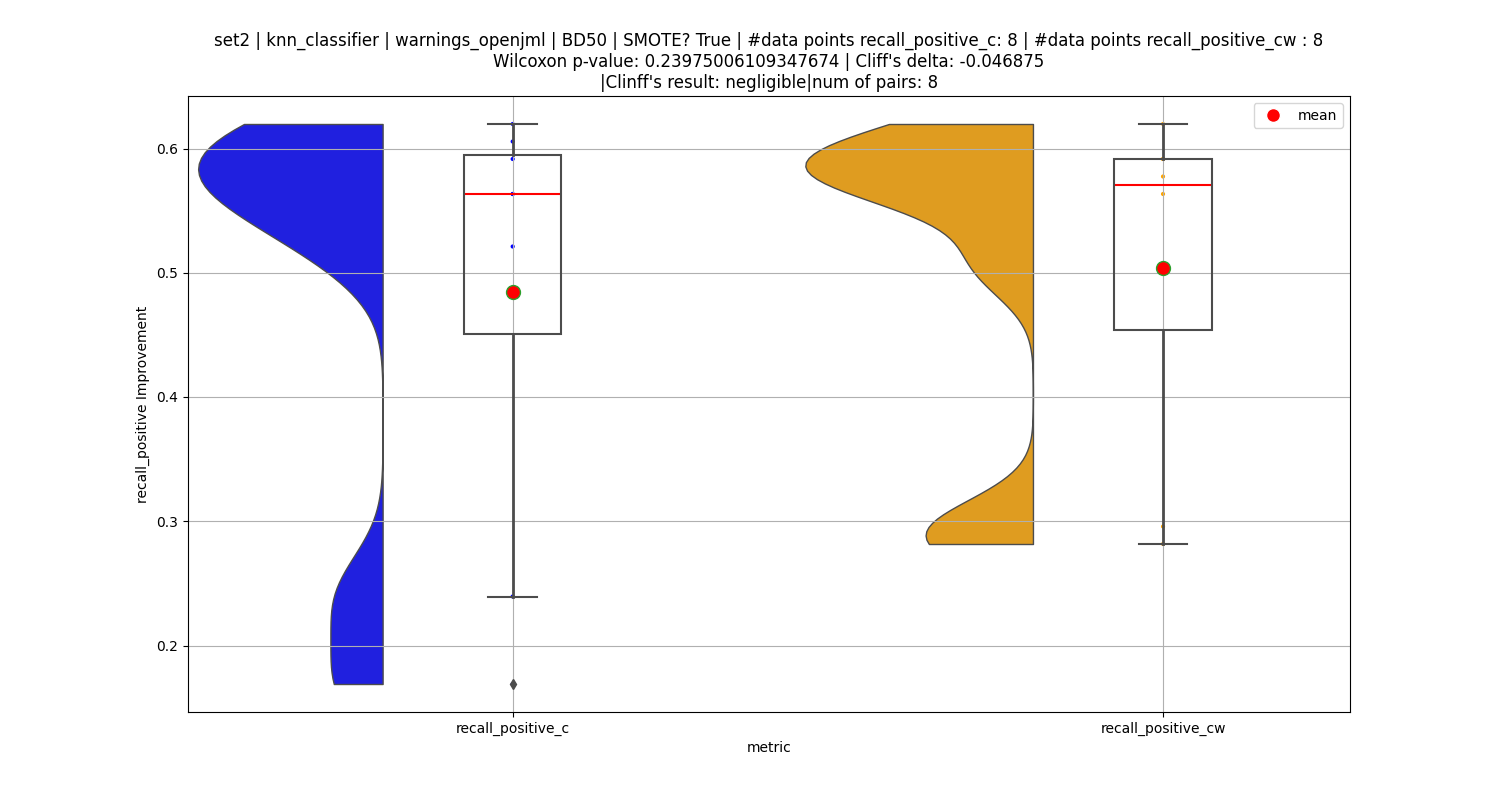 set2 | knn_classifier | warnings_openjml | BD50 | SMOTE? True | #data points recall_positive_c: 8 | #data points recall_positive_cw : 8
Wilcoxon p-value: 0.23975006109347674 | Cliff's delta: -0.046875
|Clinff's result: negligible|num of pairs: 8
mean
0.6
0.5
0.4
0.3
0.2
recall_positive Improvement
recall_positive_c
recall_positive_cw
metric